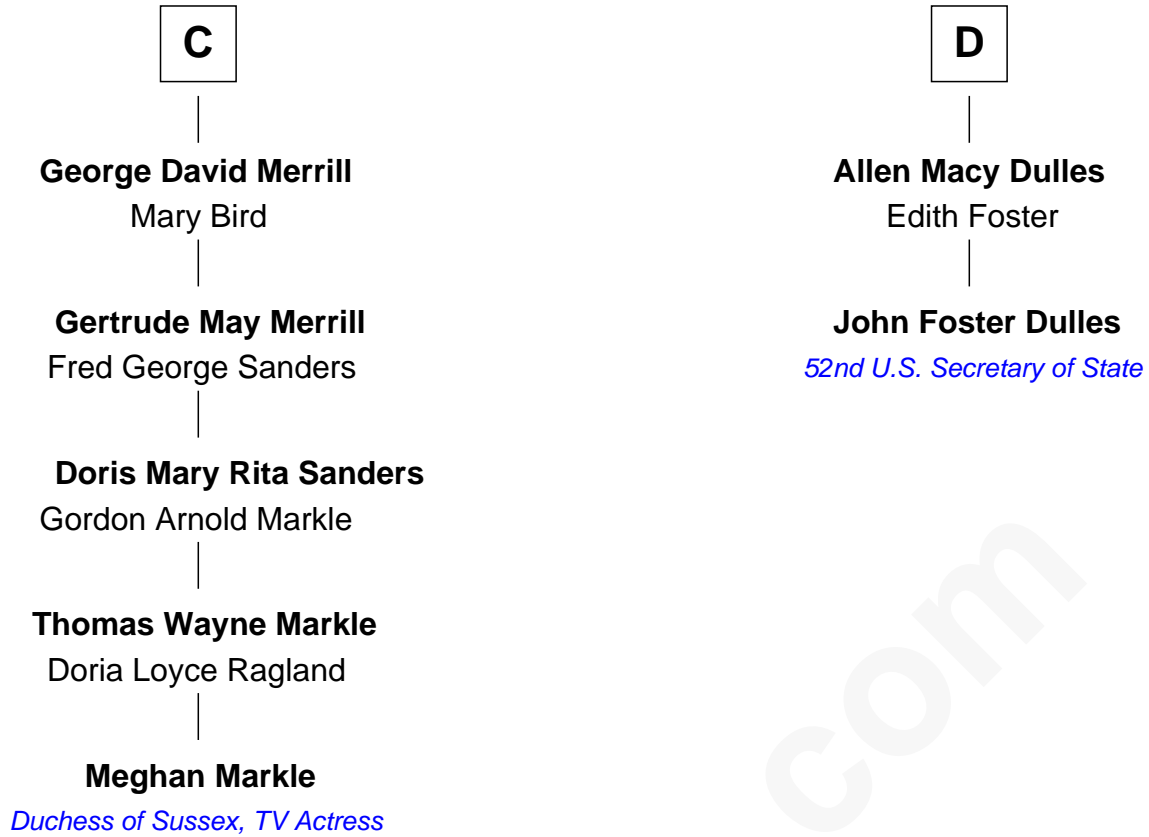 C
George David Merrill
Mary Bird
Gertrude May Merrill
Fred George Sanders
Doris Mary Rita Sanders
Gordon Arnold Markle
Thomas Wayne Markle
Doria Loyce Ragland
Meghan Markle
Duchess of Sussex, TV Actress
D
Allen Macy Dulles
Edith Foster
John Foster Dulles
52nd U.S. Secretary of State
com